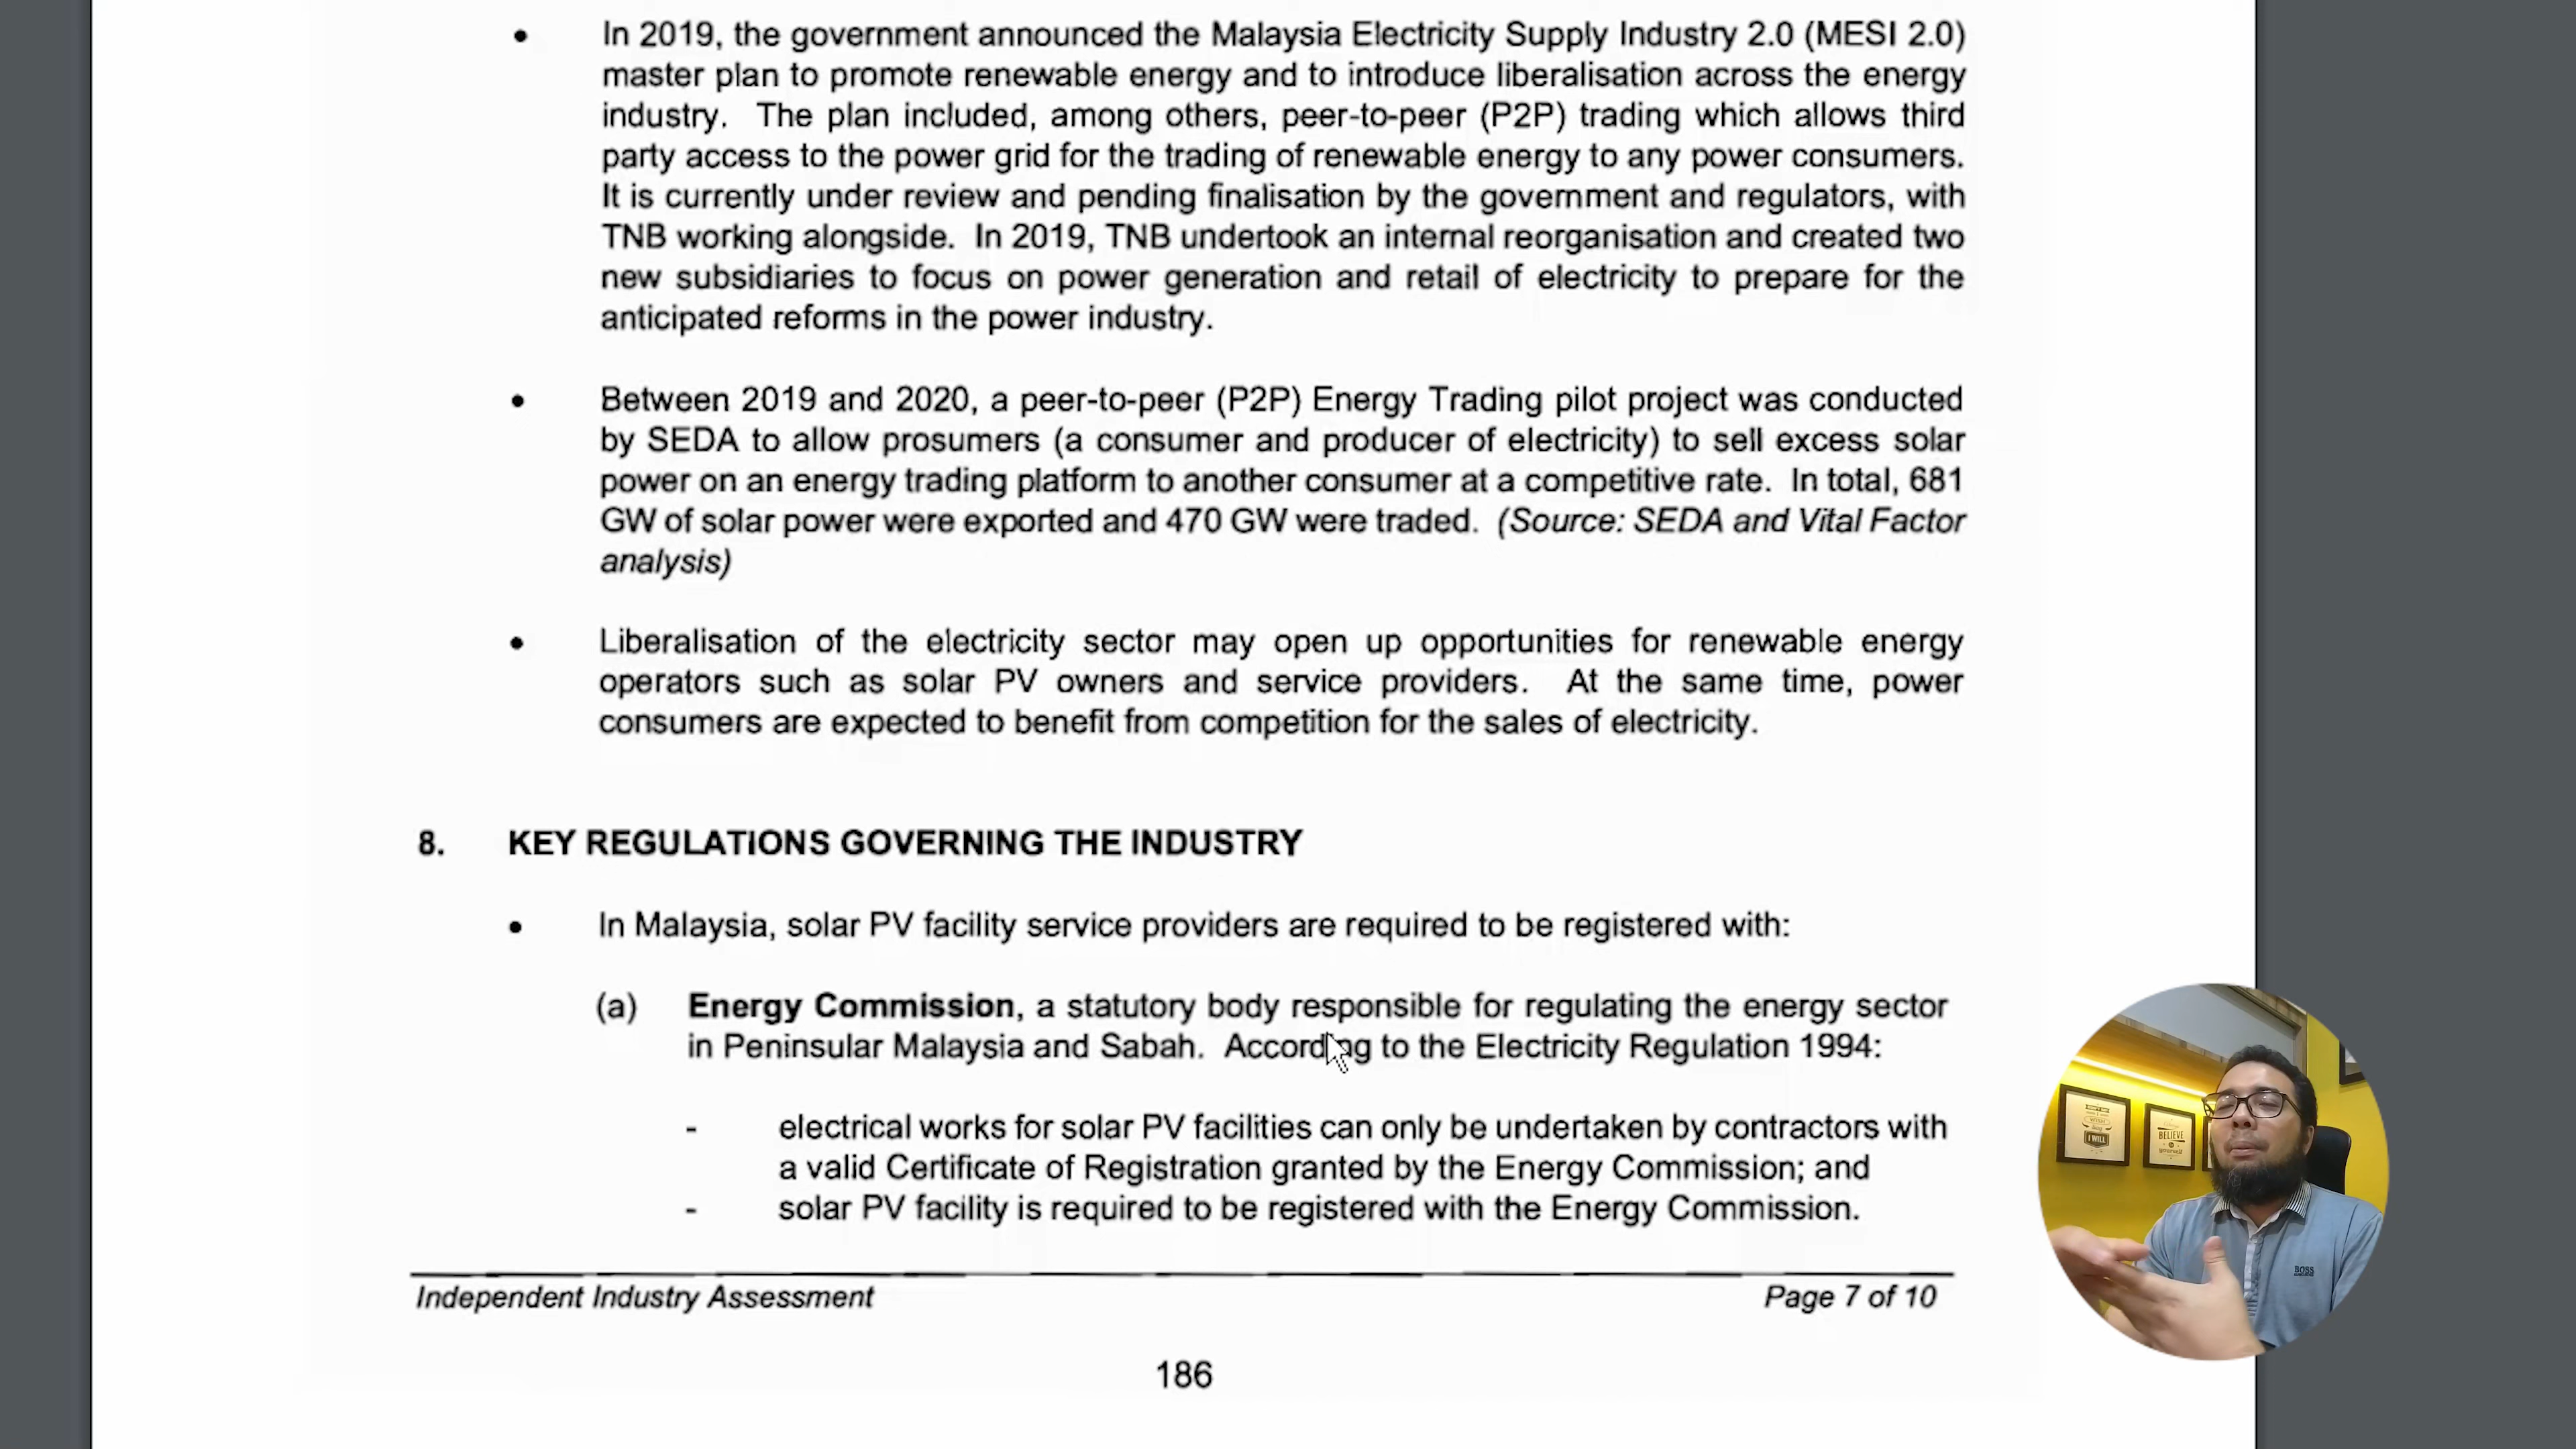 • In 2019, the government announced the Malaysia Electricity Supply Industry 2.0 (MESI 2.0)
master plan to promote renewable energy and to introduce liberalisation across the energy
industry. The plan included, among others, peer-to-peer (P2P) trading which allows third
party access to the power grid for the trading of renewable energy to any power consumers.
It is currently under review and pending finalisation by the government and regulators, with
TNB working alongside. In 2019, TNB undertook an internal reorganisation and created two
new subsidiaries to focus on power generation and retail of electricity to prepare for the
anticipated reforms in the power industry.
• Between 2019 and 2020, a peer-to-peer (P2P) Energy Trading pilot project was conducted
by SEDA to allow prosumers (a consumer and producer of electricity) to sell excess solar
power on an energy trading platform to another consumer at a competitive rate. In total, 681
GW of solar power were exported and 470 GW were traded. (Source: SEDA and Vital Factor
analysis)
• Liberalisation of the electricity sector may open up opportunities for renewable energy
operators such as solar PV owners and service providers. At the same time, power
consumers are expected to benefit from competition for the sales of electricity.
8. KEY REGULATIONS GOVERNING THE INDUSTRY
• In Malaysia, solar PV facility service providers are required to be registered with:
(a) Energy Commission, a statutory body responsible for regulating the energy sector
in Peninsular Malaysia and Sabah. According to the Electricity Regulation 1994:
- electrical works for solar PV facilities can only be undertaken by contractors with
a valid Certificate of Registration granted by the Energy Commission; and
- solar PV facility is required to be registered with the Energy Commission.
Independent Industry Assessment Page 7 of 10
186
I WILL
BELIEVE
BOSS